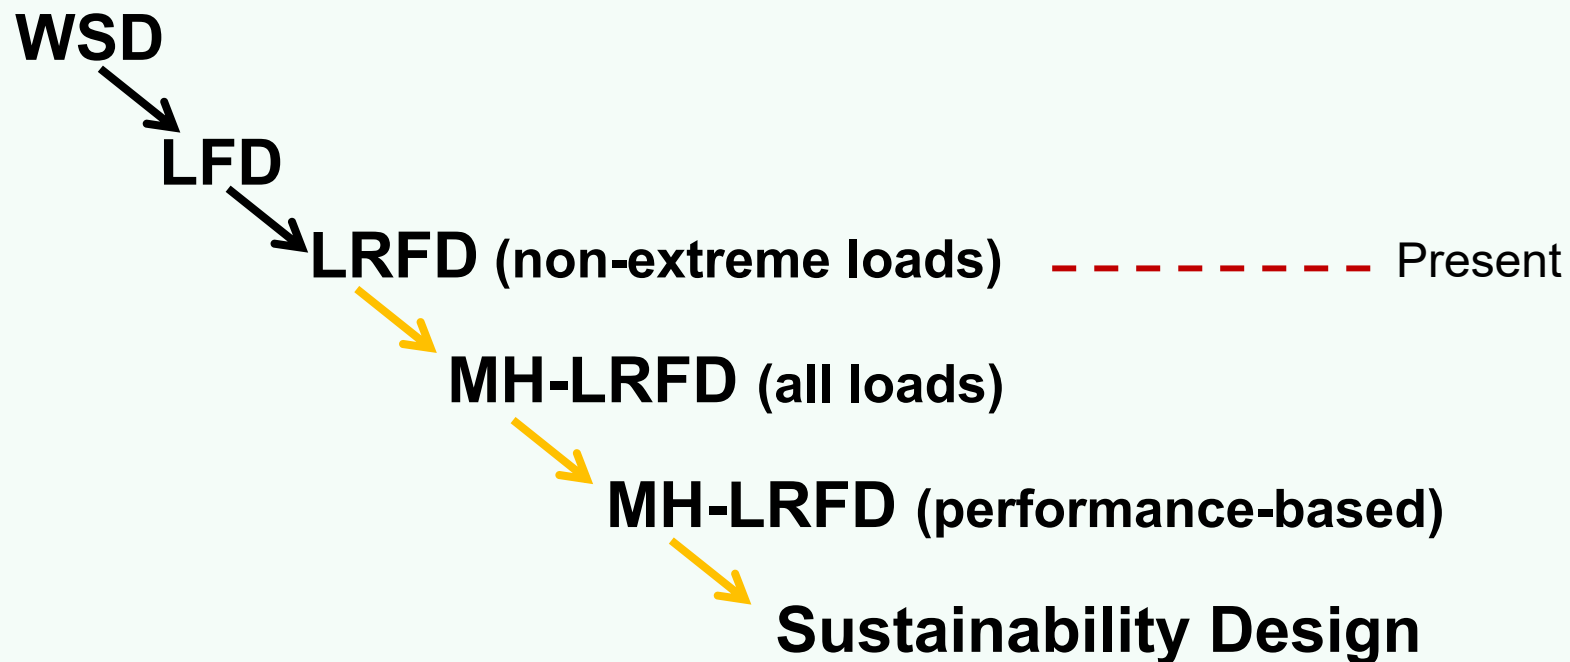 WSD
LFD
LRFD (non-extreme loads) Present
MH-LRFD (all loads)
MH-LRFD (performance-based)
Sustainability Design